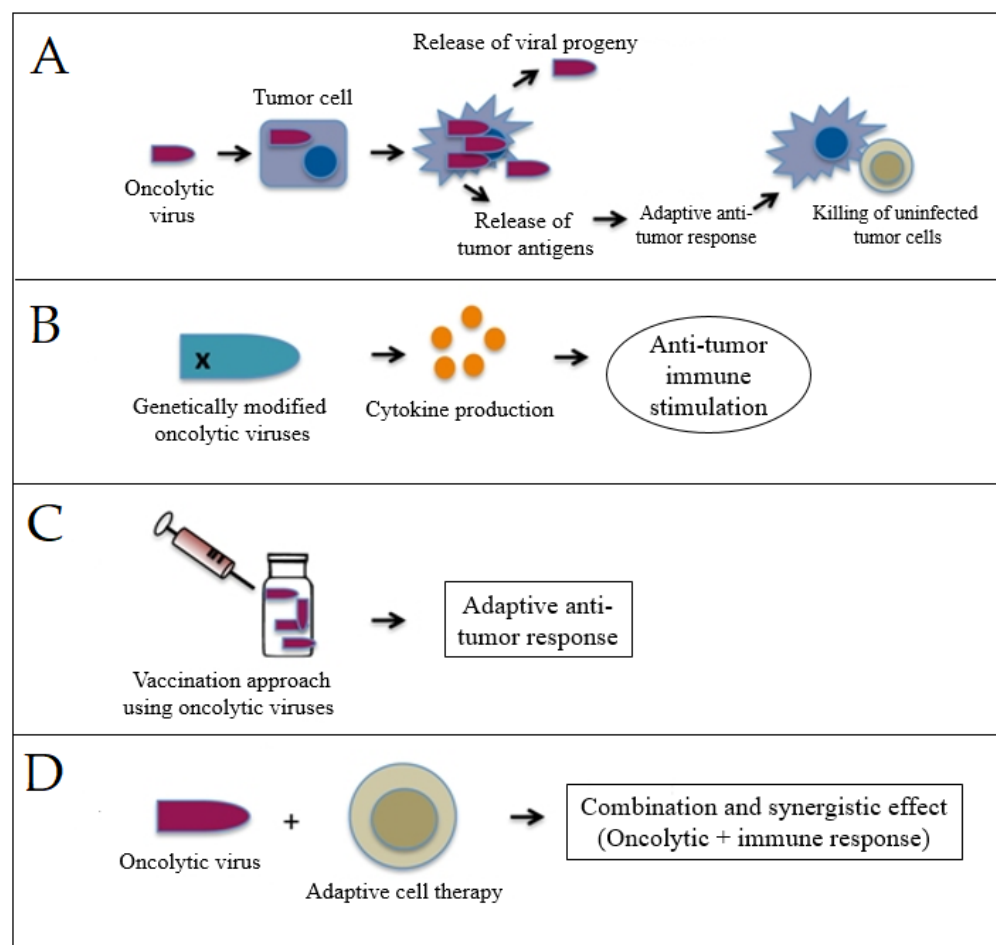 A
Release of viral progeny
Tumor cell
Oncolytic
virus
Release of
tumor antigens
Adaptive anti-
tumor response
Killing of uninfected
tumor cells
B
x
Genetically modified
oncolytic viruses
Cytokine production
Anti-tumor
immune
stimulation
C
Vaccination approach
using oncolytic viruses
Adaptive anti-
tumor response
D
+
Oncolytic virus
Adaptive cell therapy
Combination and synergistic effect
(Oncolytic + immune response)